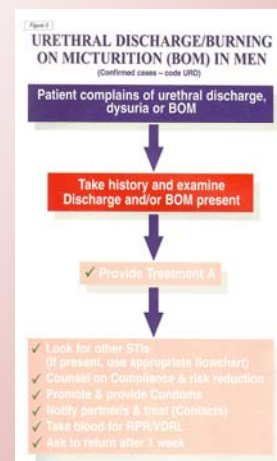 Figure-3
URETHRAL DISCHARGE/BURNING
ON MICTURITION (BOM) IN MEN
(Confirmed cases – code URO)
Patient complains of urethral discharge,
dysuria or BOM
Take history and examine
Discharge and/or BOM present
✓ Provide Treatment A
✓ Look for other STIs
(if present, use appropriate flowchart)
✓ Counsel on Compliance & risk reduction
✓ Promote & provide Condoms
✓ Notify partner/s & treat (Contacts)
✓ Take blood for RPR/VDRL
✓ Ask to return after 1 week